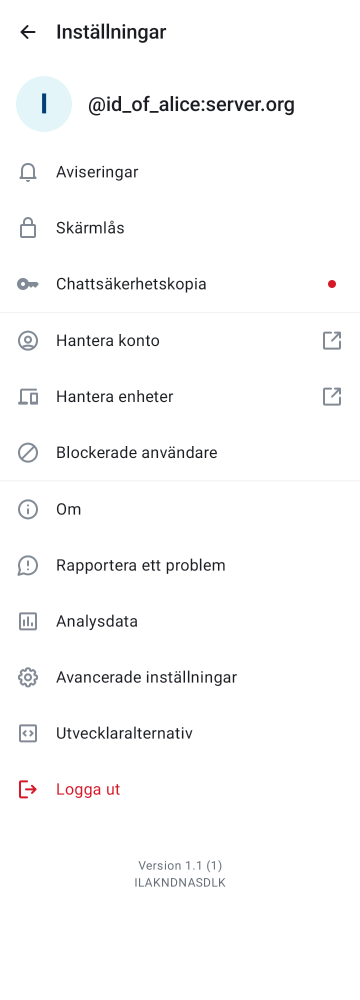 Inställningar
I
@id_of_alice:server.org
Aviseringar
Skärmlås
Chattsäkerhetskopia
Hantera konto
Hantera enheter
Blockerade användare
Om
Rapportera ett problem
Analysdata
Avancerade inställningar
Utvecklaralternativ
Logga ut
Version 1.1 (1)
ILAKNDNASDLK